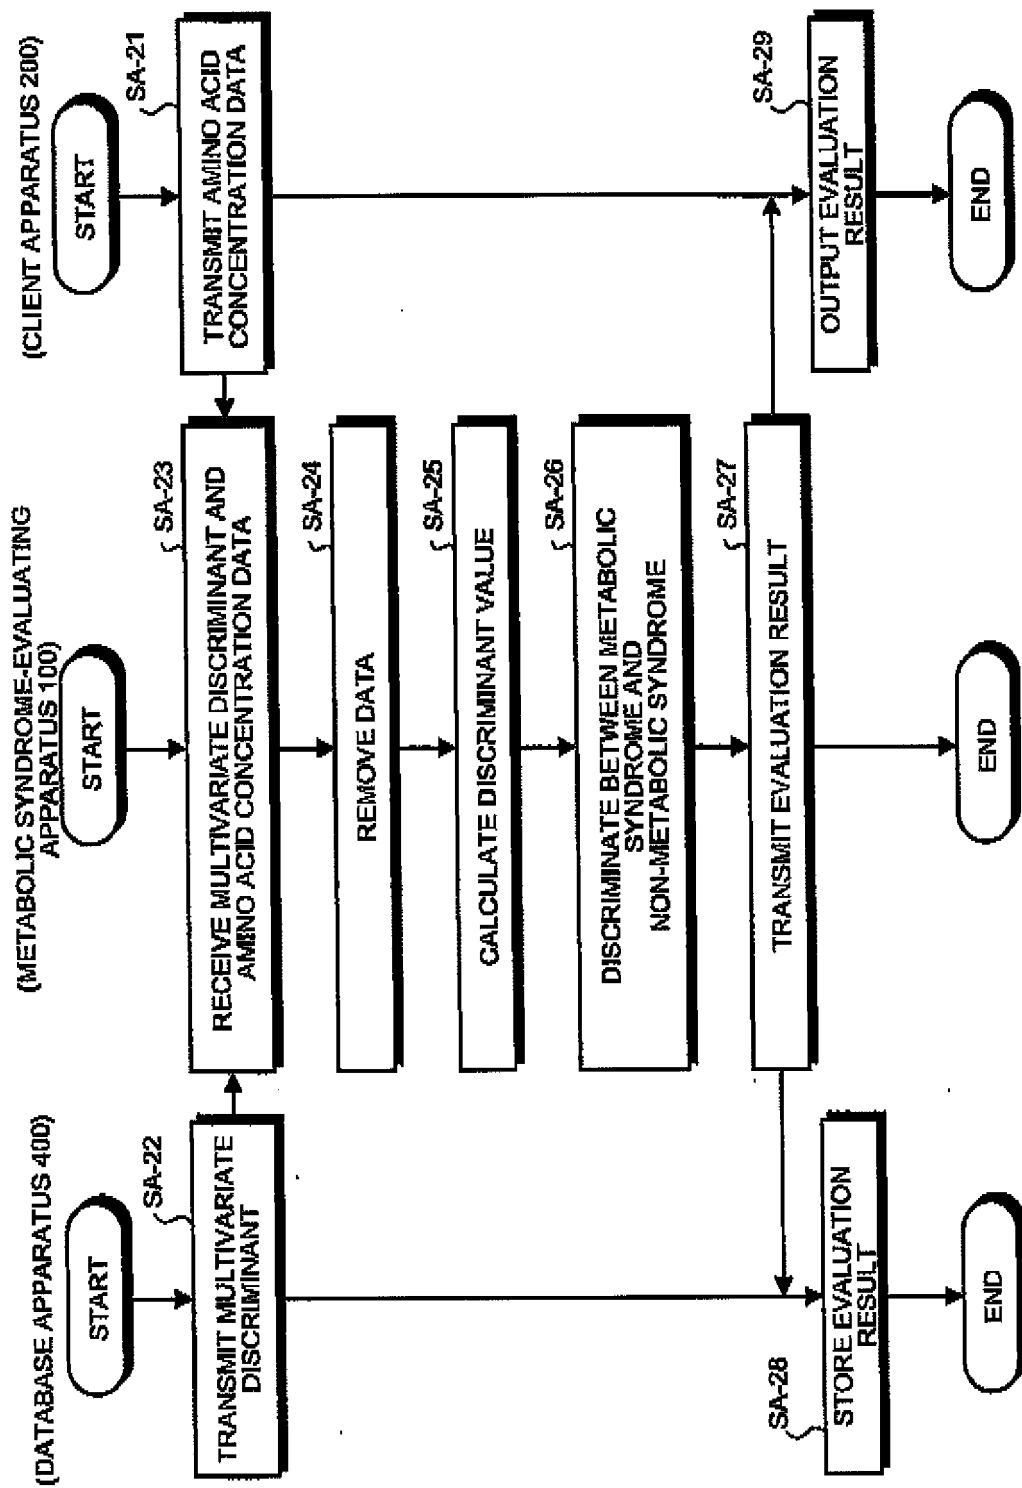 (DATABASE APPARATUS 400)
START
SA-22
TRANSMIT MULTIVARIATE
DISCRIMINANT
SA-28
STORE EVALUATION
RESULT
END
(METABOLIC SYNDROME-EVALUATING
APPARATUS 100)
START
SA-23
RECEIVE MULTIVARIATE DISCRIMINANT AND
AMINO ACID CONCENTRATION DATA
SA-24
REMOVE DATA
SA-25
CALCULATE DISCRIMINANT VALUE
SA-26
DISCRIMINATE BETWEEN METABOLIC
SYNDROME AND
NON-METABOLIC SYNDROME
SA-27
TRANSMIT EVALUATION RESULT
END
(CLIENT APPARATUS 200)
START
SA-21
TRANSMIT AMINO ACID
CONCENTRATION DATA
SA-29
OUTPUT EVALUATION
RESULT
END